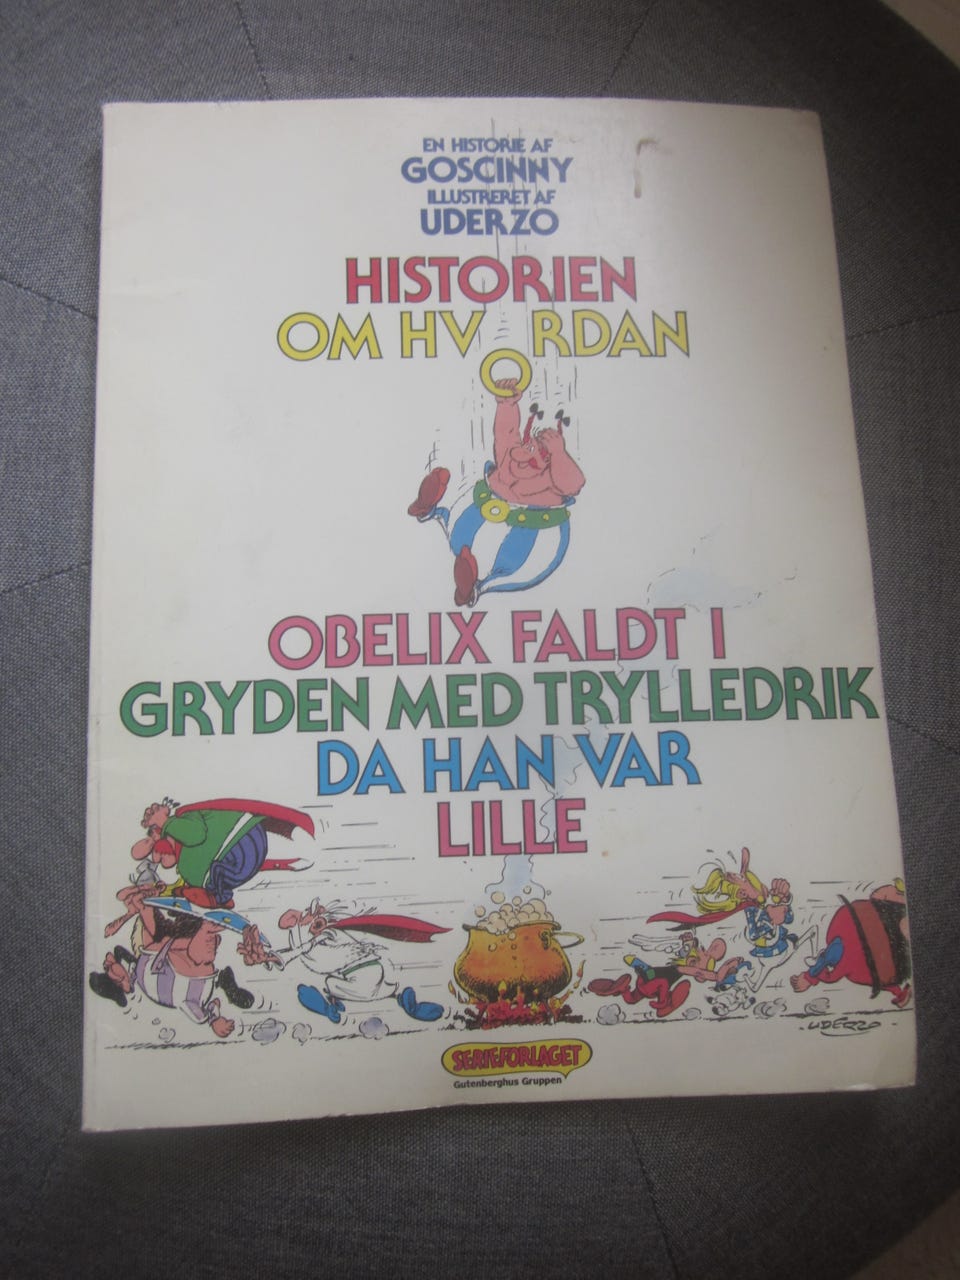 EN HISTORIE AF
GOSCINNY
ILLUSTRERET AF
UDERZO
HISTORIEN
OM HVORDAN
OBELIX FALDT I
GRYDEN MED TRYLLEDRIK
DA HAN VAR
LILLE
UDERZO
SERIEFORLAGET
Gutenberghus Gruppen